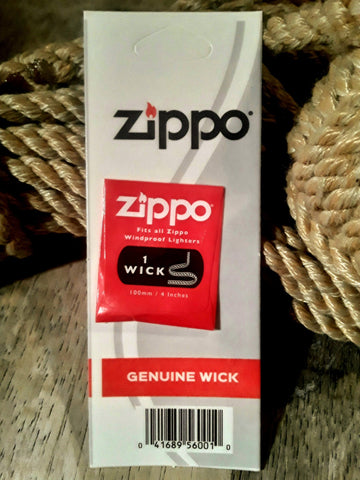 zippo
zippo
Fits all Zippo
Windproof Lighters
1
WICK
100mm / 4 Inches
GENUINE WICK
0 41689 56001 0